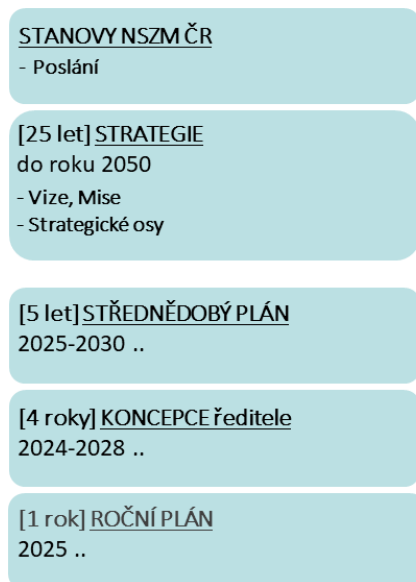 STANOVY NSZM ČR
- Poslání
[25 let] STRATEGIE
do roku 2050
- Vize, Mise
- Strategické osy
[5 let] STŘEDNĚDOBÝ PLÁN
2025-2030 ..
[4 roky] KONCEPCE ředitele
2024-2028 ..
[1 rok] ROČNÍ PLÁN
2025 ..